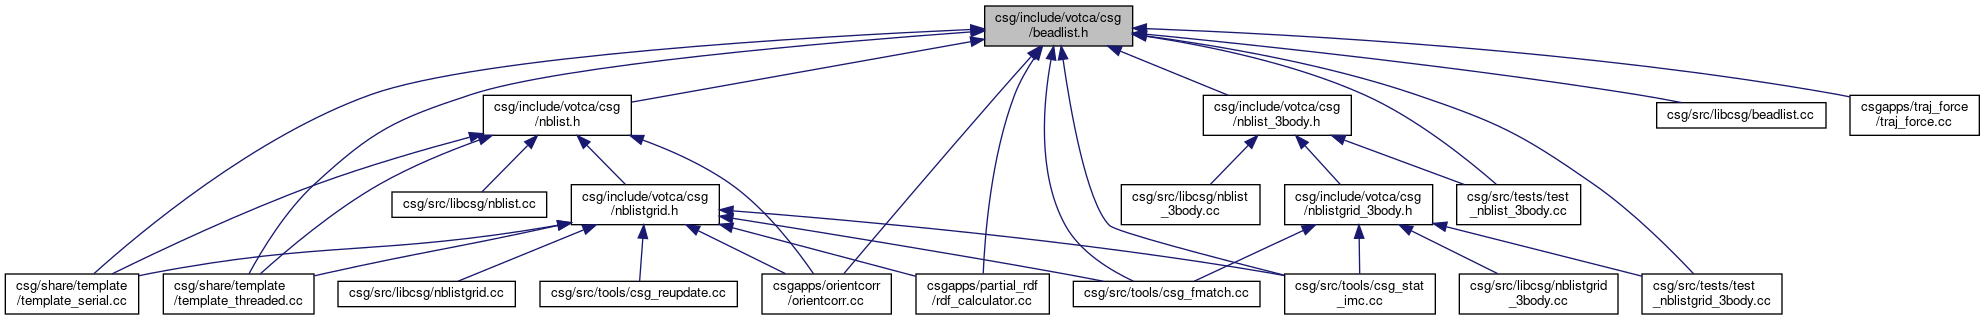 csg/include/votca/csg
/beadlist.h
csg/include/votca/csg
/nblist.h
csg/include/votca/csg
/nblist_3body.h
csg/src/libcsg/beadlist.cc
csgapps/traj_force
/traj_force.cc
csg/src/libcsg/nblist.cc
csg/include/votca/csg
/nblistgrid.h
csg/src/libcsg/nblist
_3body.cc
csg/include/votca/csg
/nblistgrid_3body.h
csg/src/tests/test
_nblist_3body.cc
csg/share/template
/template_serial.cc
csg/share/template
/template_threaded.cc
csg/src/libcsg/nblistgrid.cc
csg/src/tools/csg_reupdate.cc
csgapps/orientcorr
/orientcorr.cc
csgapps/partial_rdf
/rdf_calculator.cc
csg/src/tools/csg_fmatch.cc
csg/src/tools/csg_stat
_imc.cc
csg/src/libcsg/nblistgrid
_3body.cc
csg/src/tests/test
_nblistgrid_3body.cc